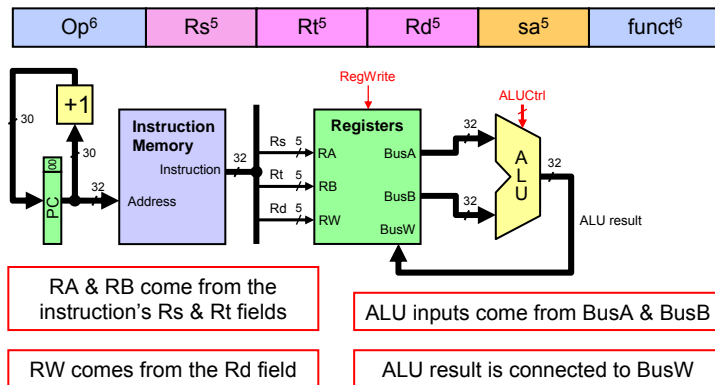 Op6 Rs5 Rt5 Rd5 sa5 funct6
RegWrite
ALUCtrl
+1
30
30
PC
00
32
Instruction
Memory
Instruction
Address
32
Rs 5
Rt 5
Rd 5
Registers
RA
RB
RW
BusA
BusB
BusW
32
32
ALU
32
ALU result
RA & RB come from the
instruction's Rs & Rt fields
ALU inputs come from BusA & BusB
RW comes from the Rd field
ALU result is connected to BusW